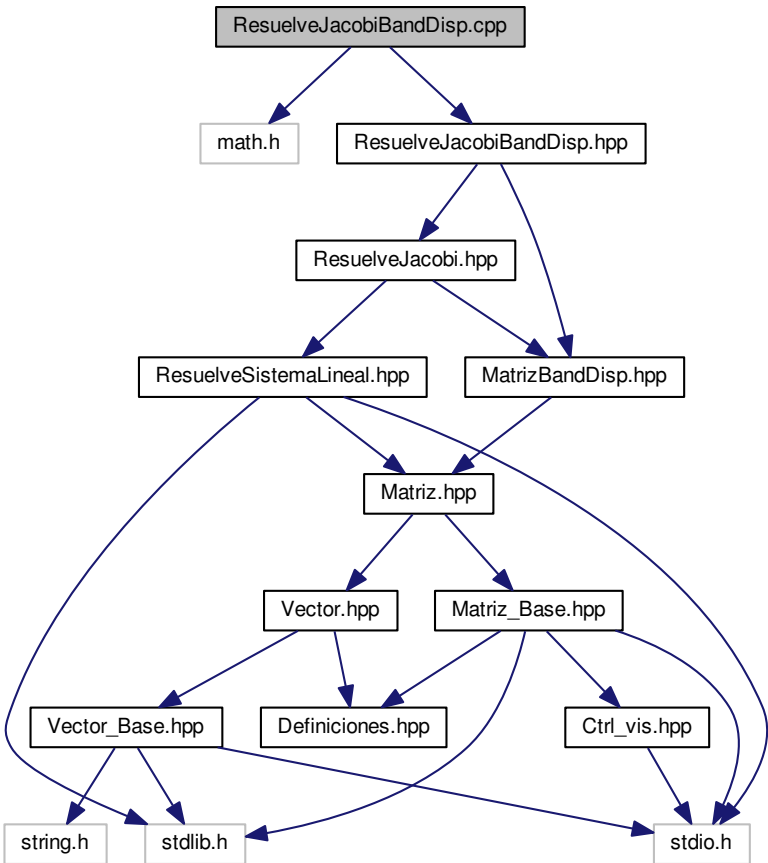 ResuelveJacobiBandDisp.cpp
math.h
ResuelveJacobiBandDisp.hpp
ResuelveJacobi.hpp
ResuelveSistemaLineal.hpp
MatrizBandDisp.hpp
Matriz.hpp
Vector.hpp
Matriz_Base.hpp
Vector_Base.hpp
Definiciones.hpp
Ctrl_vis.hpp
string.h
stdlib.h
stdio.h